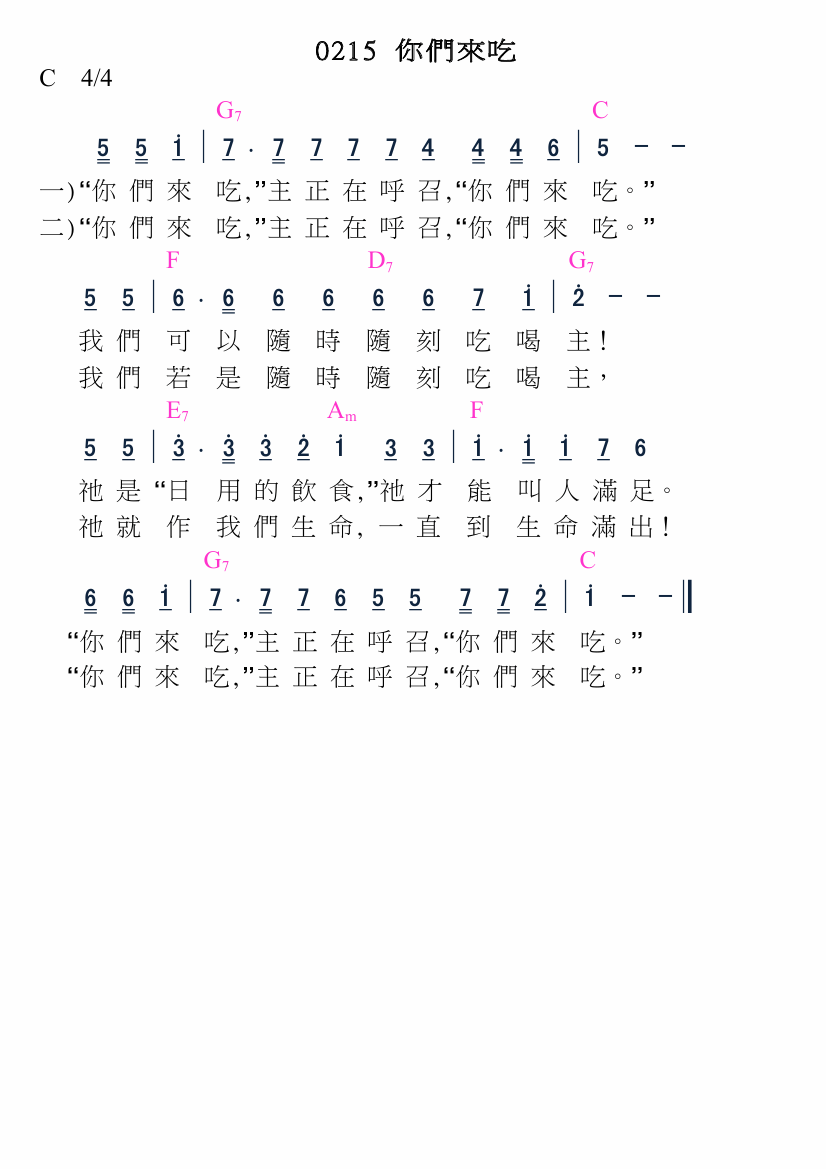 0215 你們來吃
C 4/4
G7 C
5 5 1̇ | 7 · 7 7 7 7 4 4 4 6 | 5 － －
一)“你們來 吃,”主正在呼召,“你們來 吃。”
二)“你們來 吃,”主正在呼召,“你們來 吃。”
F D7 G7
5 5 | 6 · 6 6 6 6 6 7 1̇ | 2̇ － －
我們 可 以 隨 時 隨 刻 吃 喝 主!
我們 若 是 隨 時 隨 刻 吃 喝 主，
E7 Am F
5 5 | 3̇ · 3̇ 3̇ 2̇ 1̇ 3 3 | 1̇ · 1̇ 1̇ 7 6
祂是“日 用的飲食,”祂才 能 叫人滿足。
祂就 作 我們生命, 一直 到 生命滿出!
G7 C
6 6 1̇ | 7 · 7 7 6 5 5 7 7 2̇ | 1̇ － － ‖
“你們來 吃,”主正在呼召,“你們來 吃。”
“你們來 吃,”主正在呼召,“你們來 吃。”